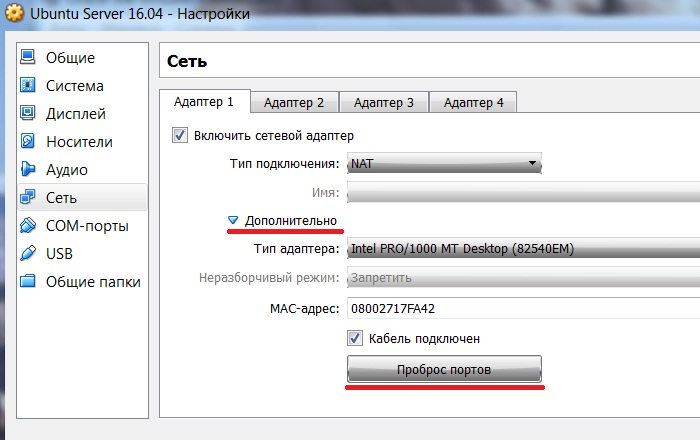 Ubuntu Server 16.04 - Настройки
Общие
Система
Дисплей
Носители
Аудио
Сеть
COM-порты
USB
Общие папки
Сеть
Адаптер 1 Адаптер 2 Адаптер 3 Адаптер 4
Включить сетевой адаптер
Тип подключения: NAT
Имя:
Дополнительно
Тип адаптера: Intel PRO/1000 MT Desktop (82540EM)
Неразборчивый режим: Запретить
MAC-адрес: 08002717FA42
Кабель подключен
Проброс портов